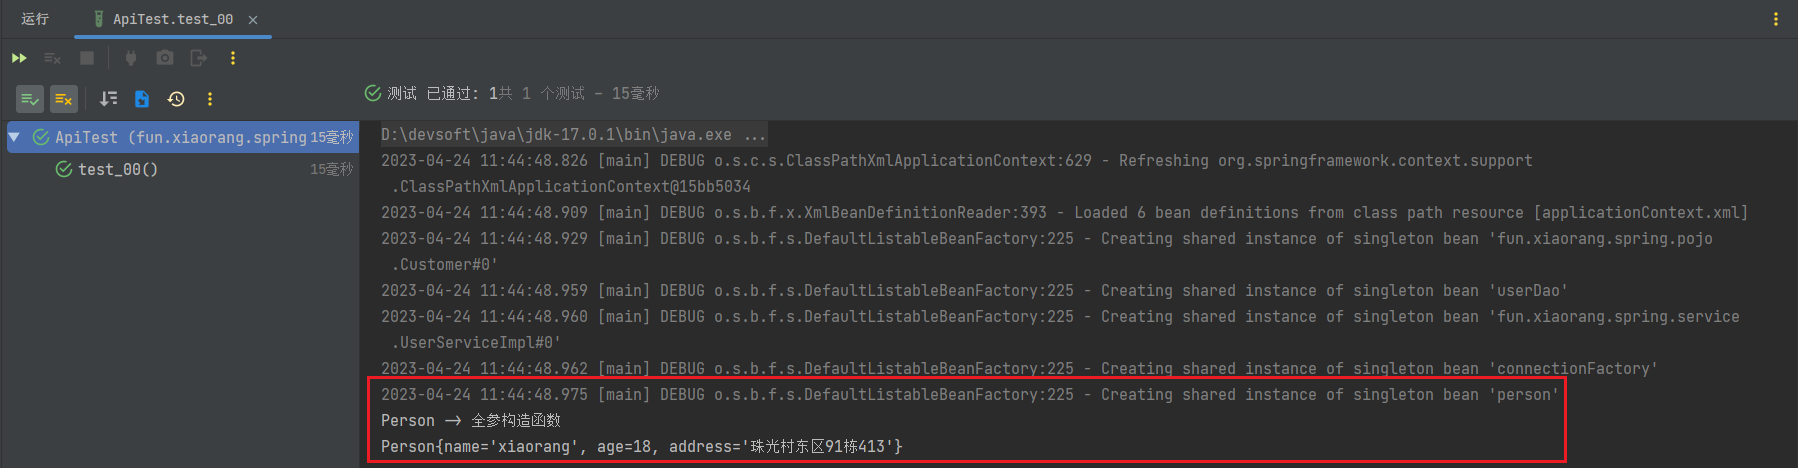 运行
ApiTest.test_00
测试 已通过: 1共 1 个测试 – 15毫秒
ApiTest (fun.xiaorang.spring 15毫秒
test_00() 15毫秒
D:\devsoft\java\jdk-17.0.1\bin\java.exe ...
2023-04-24 11:44:48.826 [main] DEBUG o.s.c.s.ClassPathXmlApplicationContext:629 - Refreshing org.springframework.context.support
.ClassPathXmlApplicationContext@15bb5034
2023-04-24 11:44:48.909 [main] DEBUG o.s.b.f.x.XmlBeanDefinitionReader:393 - Loaded 6 bean definitions from class path resource [applicationContext.xml]
2023-04-24 11:44:48.929 [main] DEBUG o.s.b.f.s.DefaultListableBeanFactory:225 - Creating shared instance of singleton bean 'fun.xiaorang.spring.pojo
.Customer#0'
2023-04-24 11:44:48.959 [main] DEBUG o.s.b.f.s.DefaultListableBeanFactory:225 - Creating shared instance of singleton bean 'userDao'
2023-04-24 11:44:48.960 [main] DEBUG o.s.b.f.s.DefaultListableBeanFactory:225 - Creating shared instance of singleton bean 'fun.xiaorang.spring.service
.UserServiceImpl#0'
2023-04-24 11:44:48.962 [main] DEBUG o.s.b.f.s.DefaultListableBeanFactory:225 - Creating shared instance of singleton bean 'connectionFactory'
2023-04-24 11:44:48.975 [main] DEBUG o.s.b.f.s.DefaultListableBeanFactory:225 - Creating shared instance of singleton bean 'person'
Person -> 全参构造函数
Person{name='xiaorang', age=18, address='珠光村东区91栋413'}